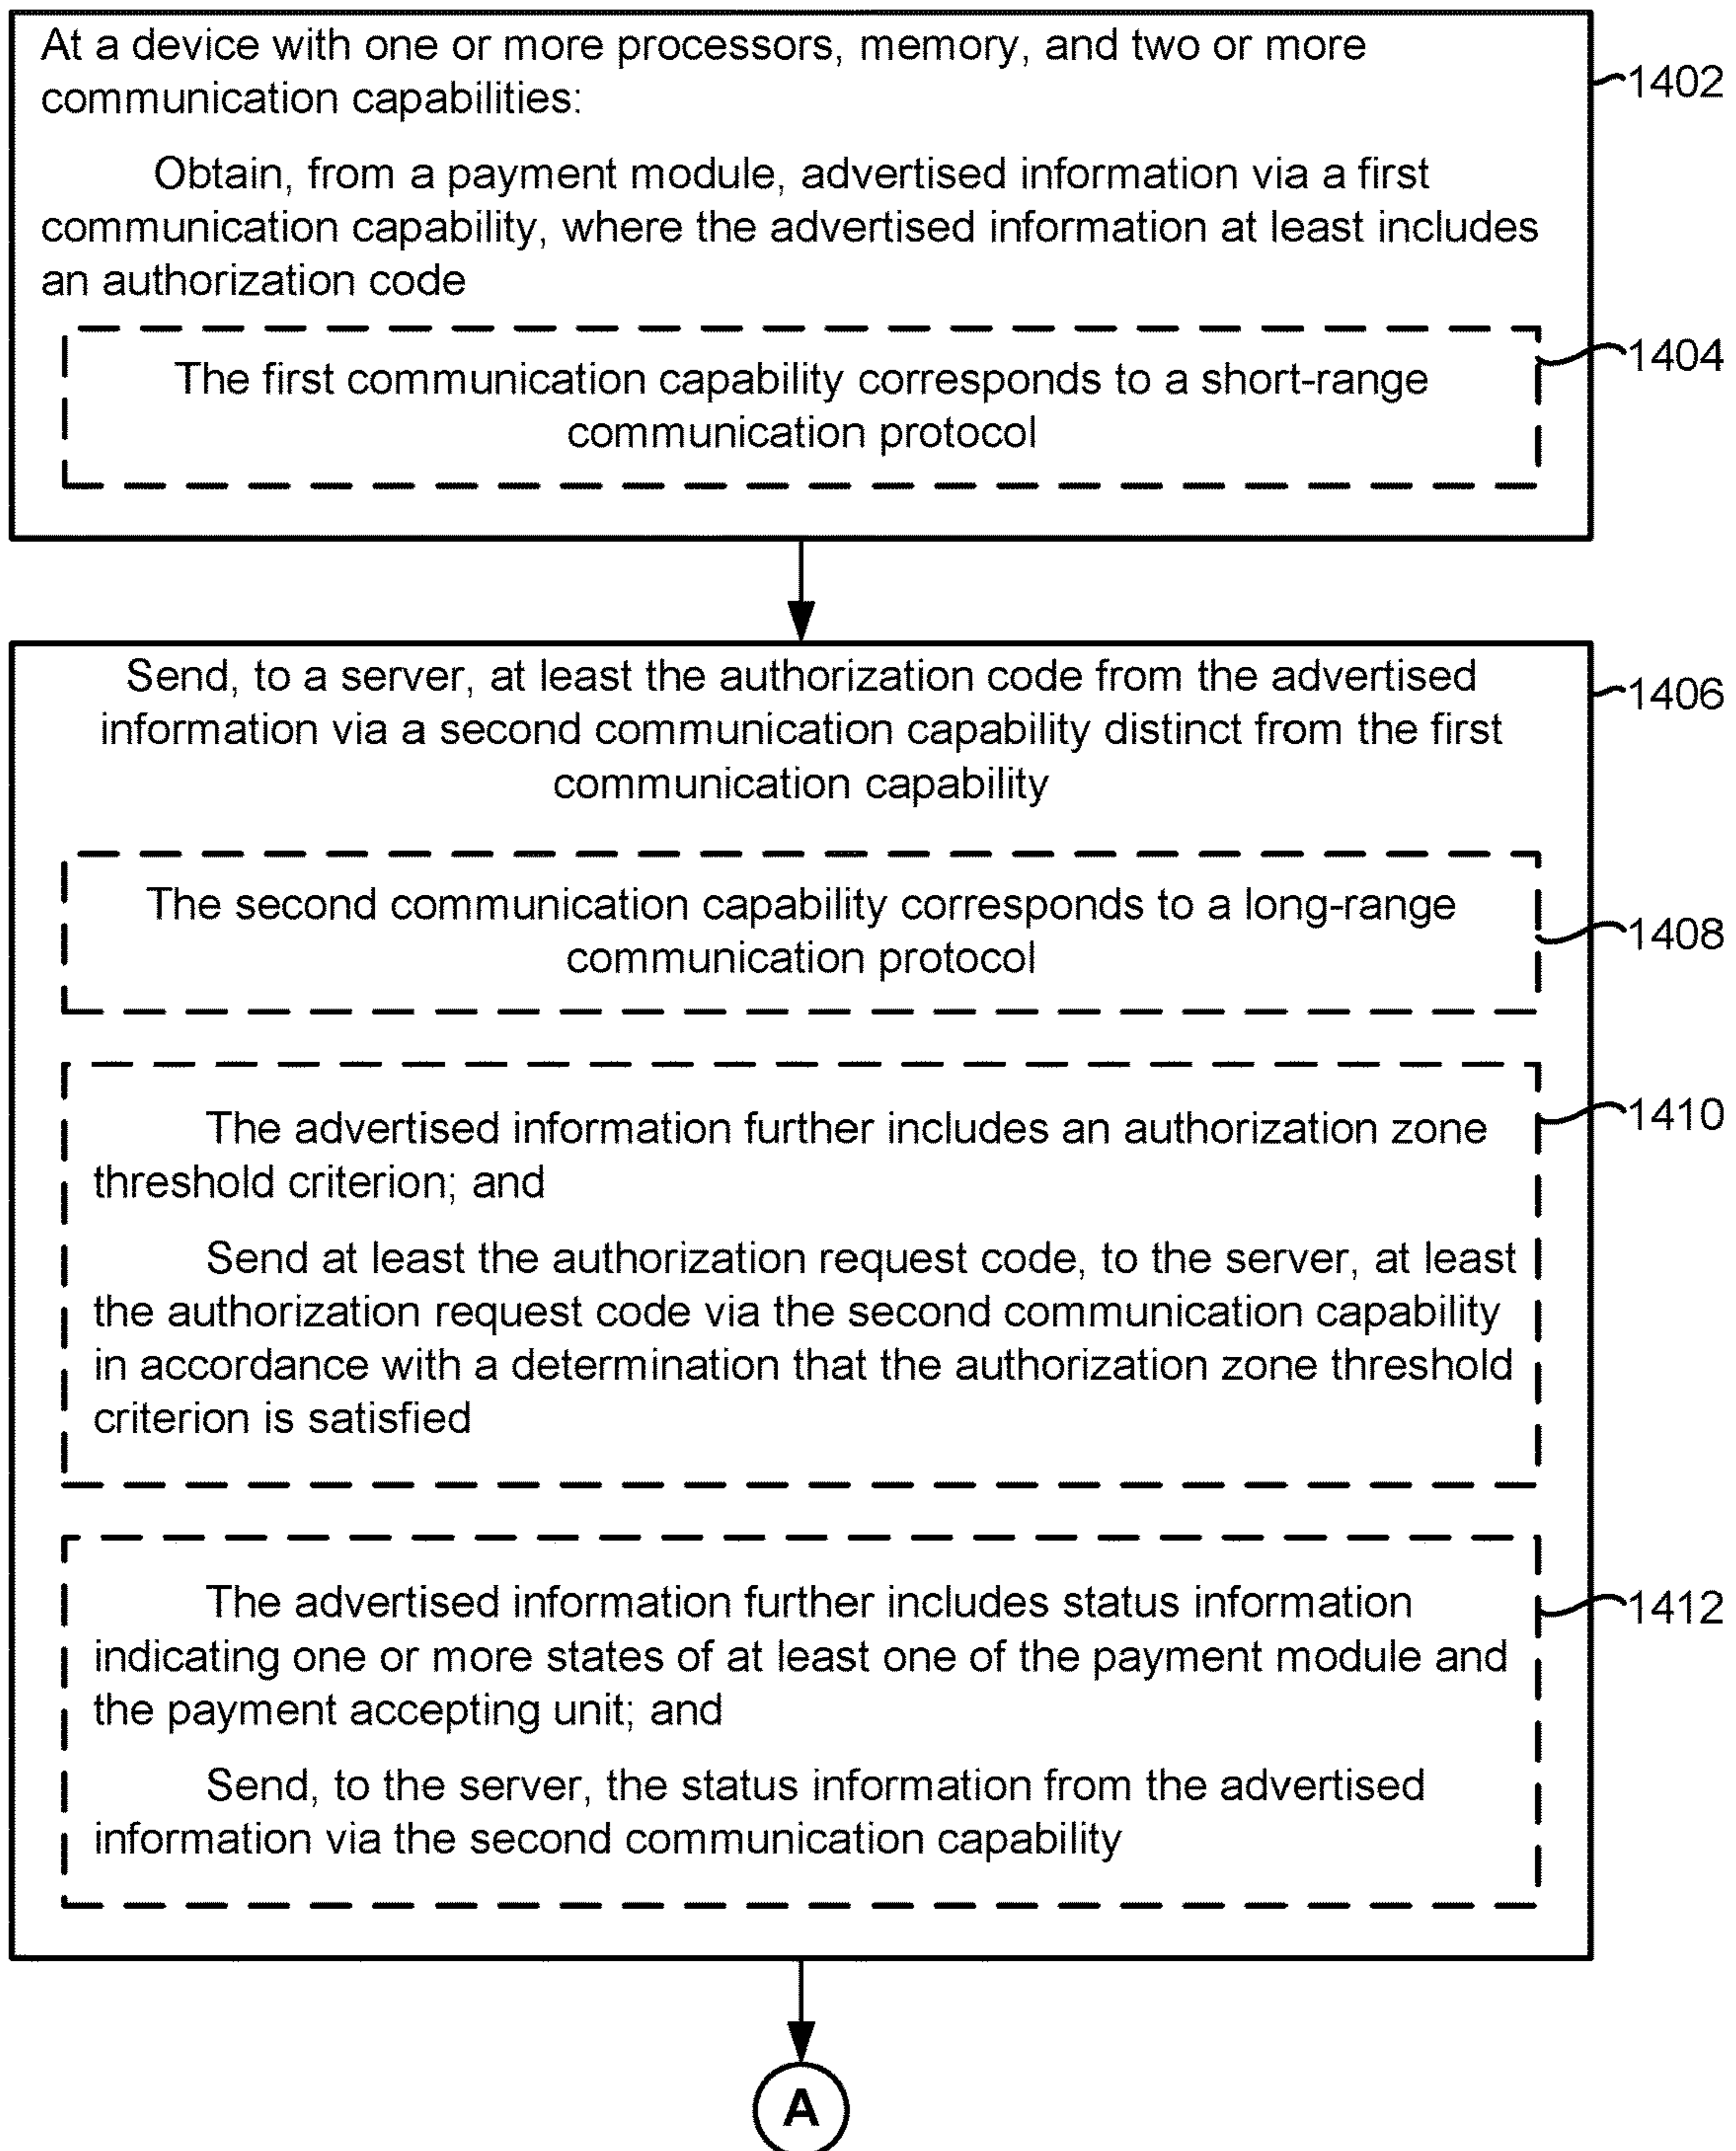 At a device with one or more processors, memory, and two or more
communication capabilities:
1402
Obtain, from a payment module, advertised information via a first
communication capability, where the advertised information at least includes
an authorization code
The first communication capability corresponds to a short-range
communication protocol
1404
Send, to a server, at least the authorization code from the advertised
information via a second communication capability distinct from the first
communication capability
1406
The second communication capability corresponds to a long-range
communication protocol
1408
The advertised information further includes an authorization zone
threshold criterion; and
1410
Send at least the authorization request code, to the server, at least
the authorization request code via the second communication capability
in accordance with a determination that the authorization zone threshold
criterion is satisfied
The advertised information further includes status information
indicating one or more states of at least one of the payment module and
the payment accepting unit; and
1412
Send, to the server, the status information from the advertised
information via the second communication capability
A